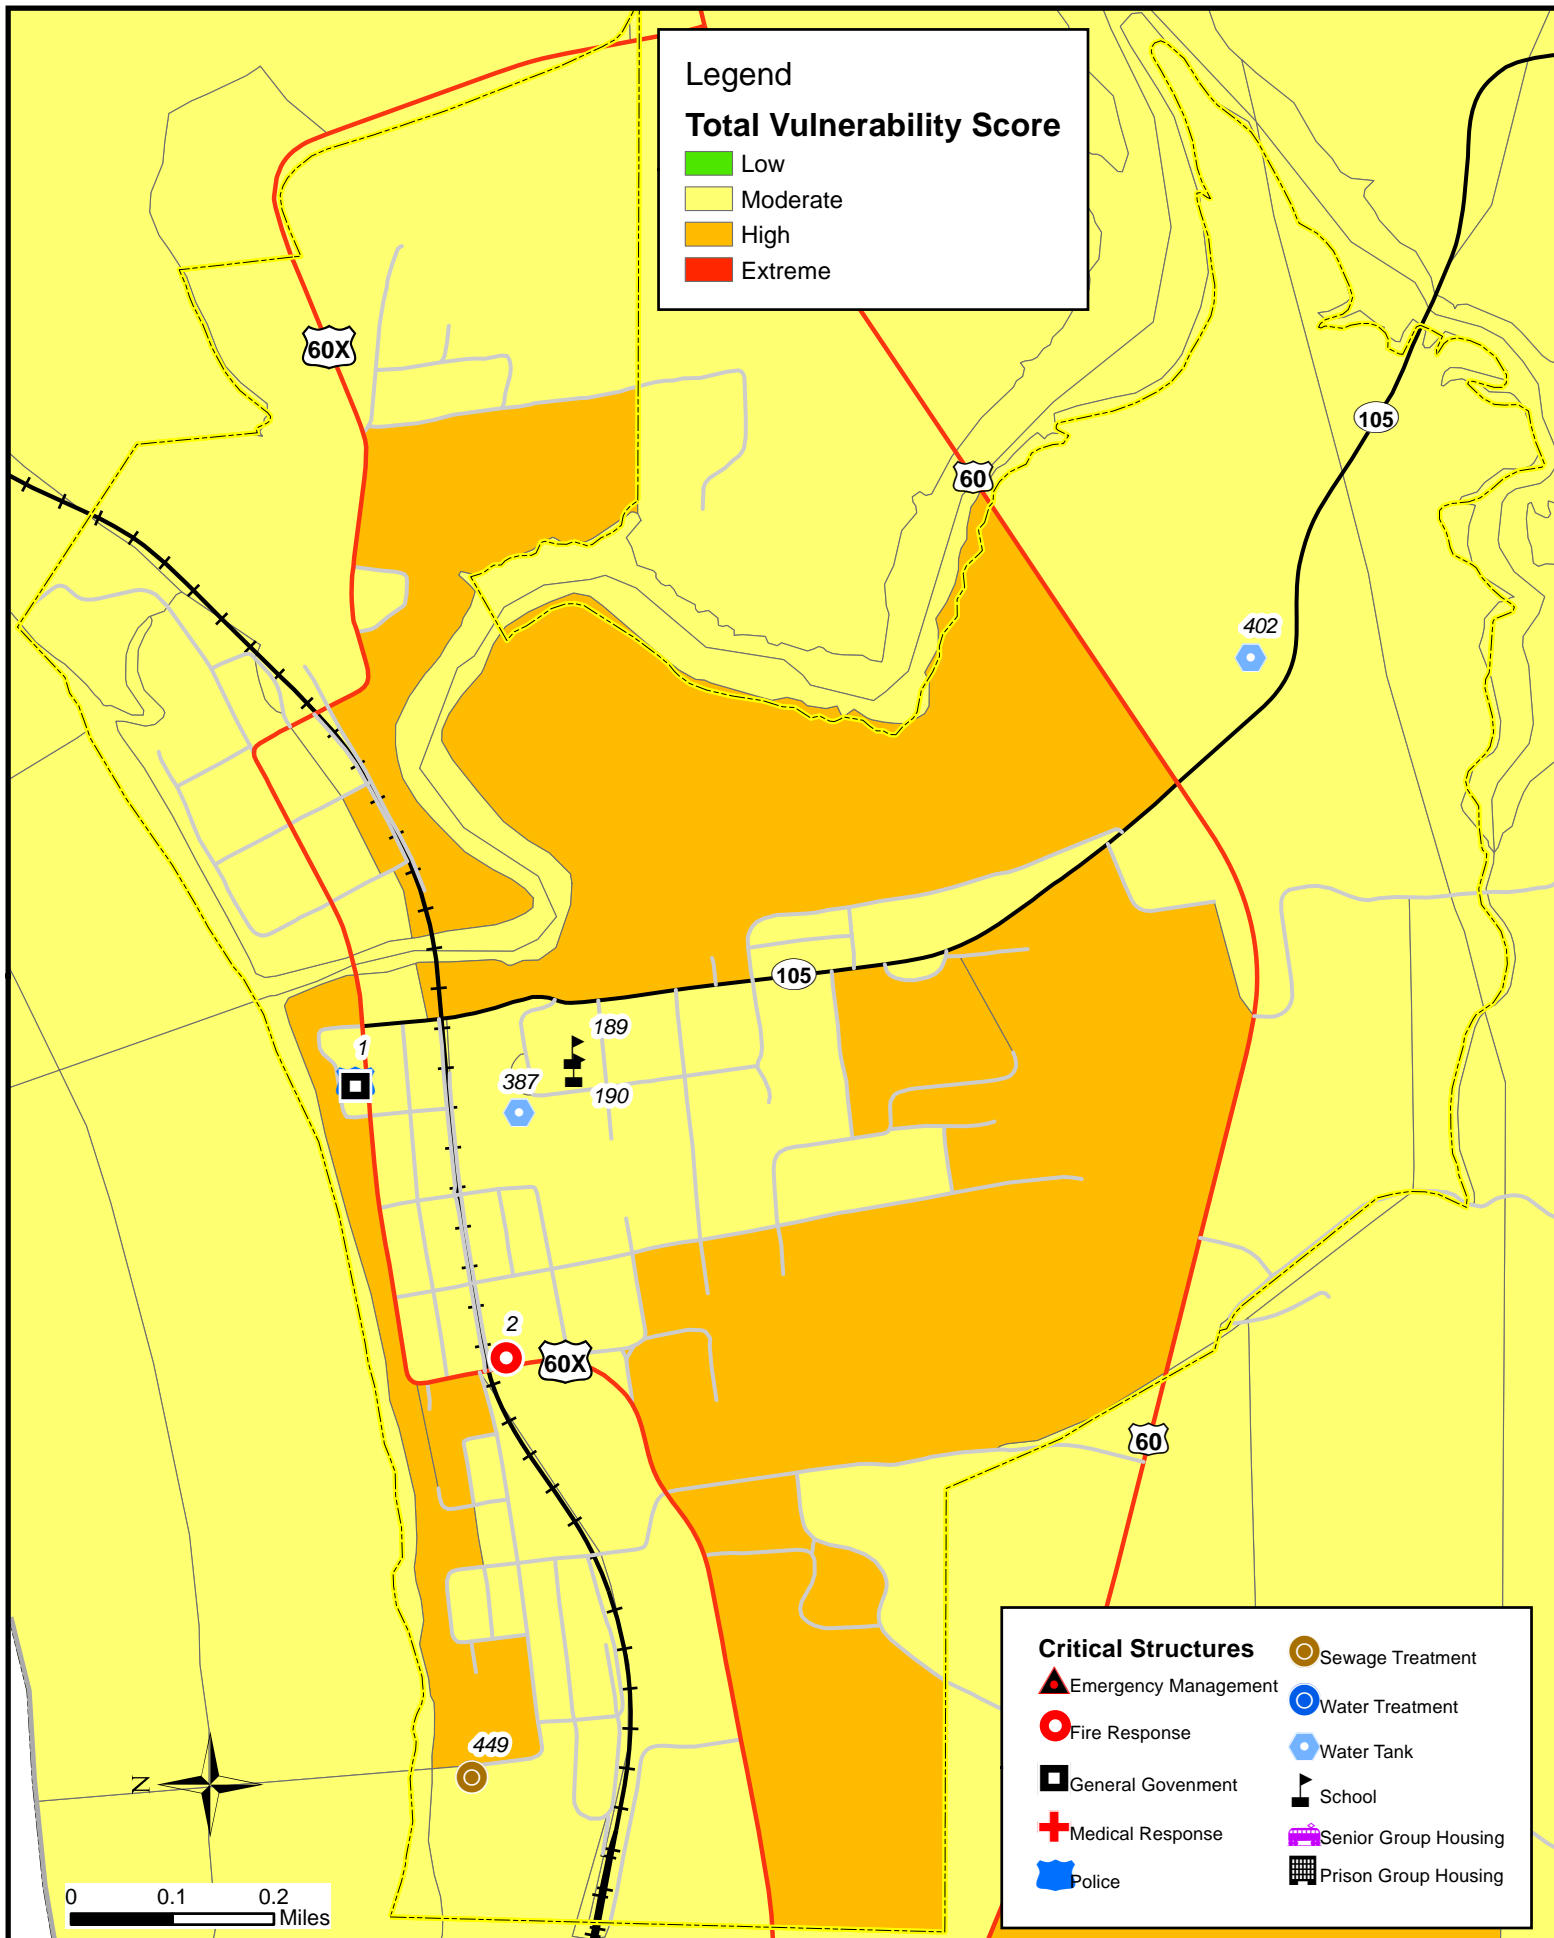 Legend
Total Vulnerability Score
Low
Moderate
High
Extreme
60X
105
60
402
105
189
1
387
190
2
60X
60
449
N
0 0.1 0.2
Miles
Critical Structures
Emergency Management
Fire Response
General Govenment
Medical Response
Police
Sewage Treatment
Water Treatment
Water Tank
School
Senior Group Housing
Prison Group Housing